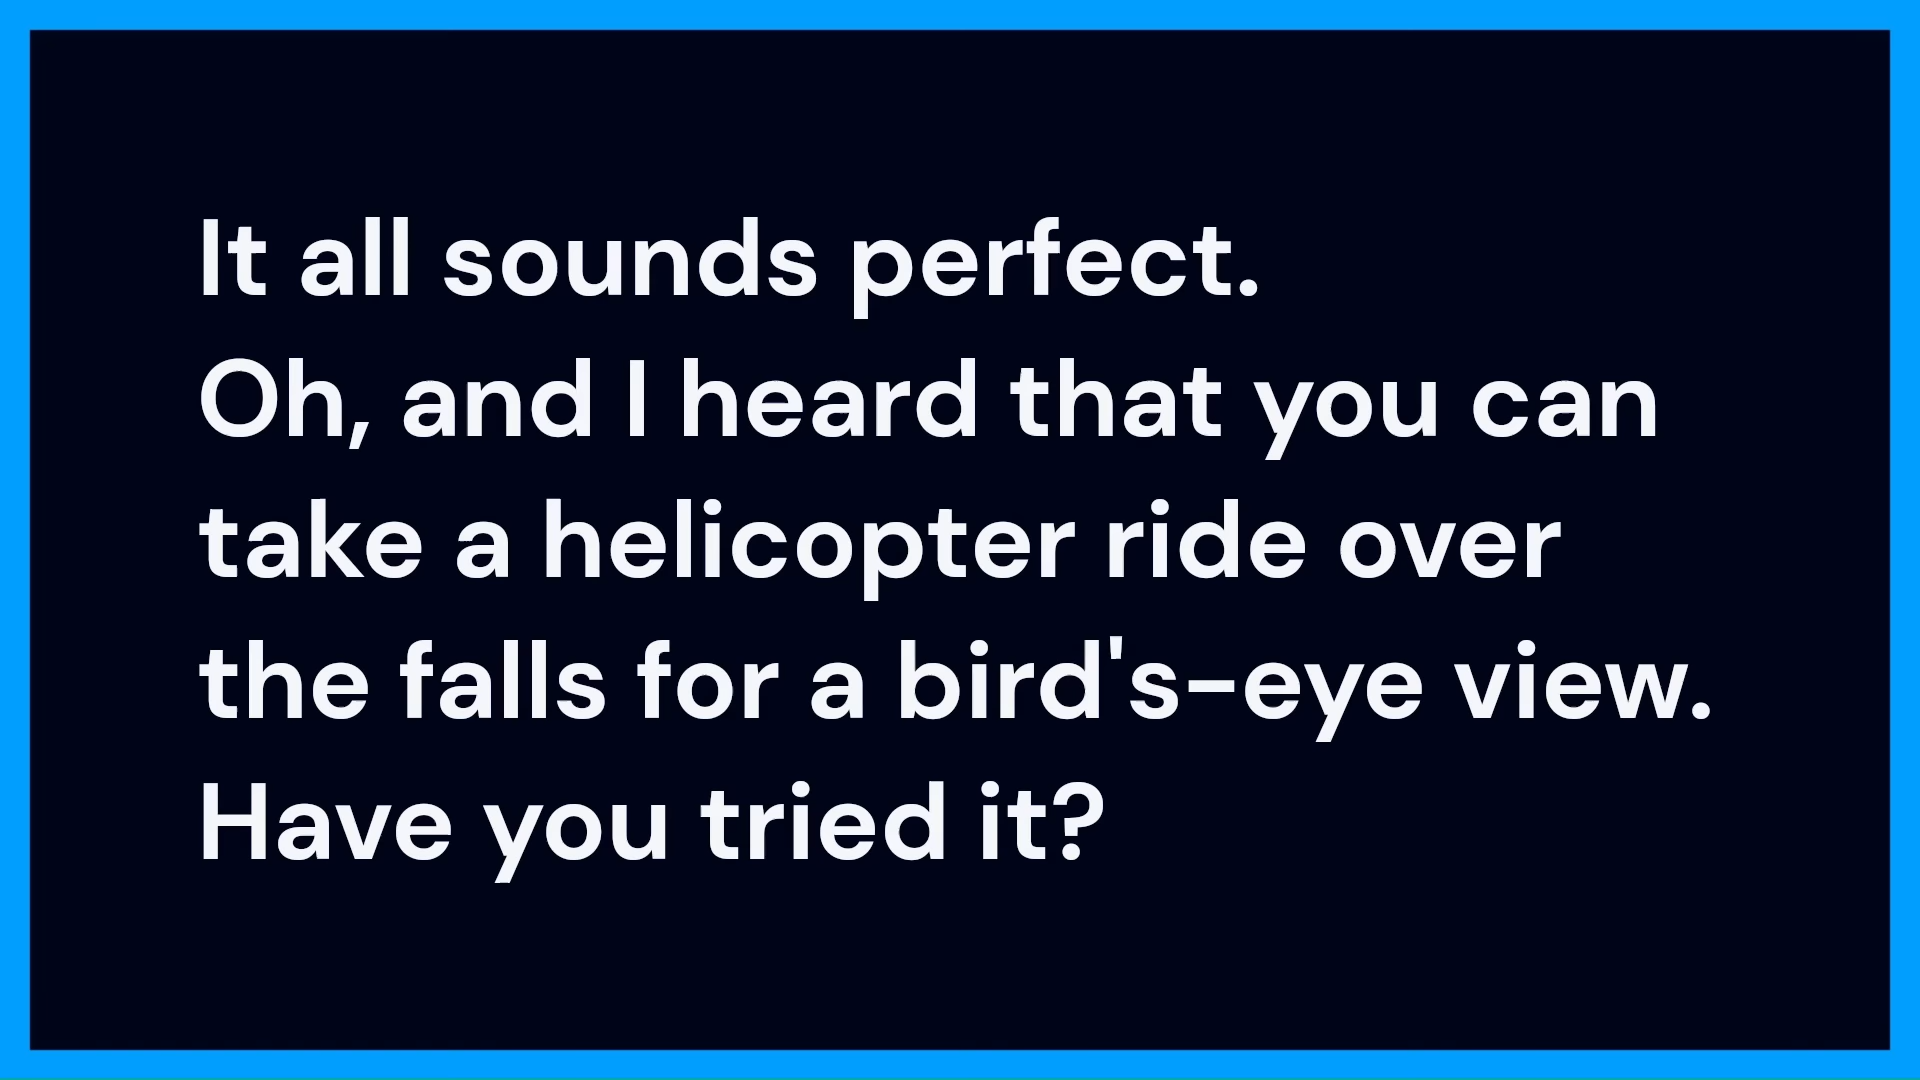 It all sounds perfect.
Oh, and I heard that you can
take a helicopter ride over
the falls for a bird's-eye view.
Have you tried it?